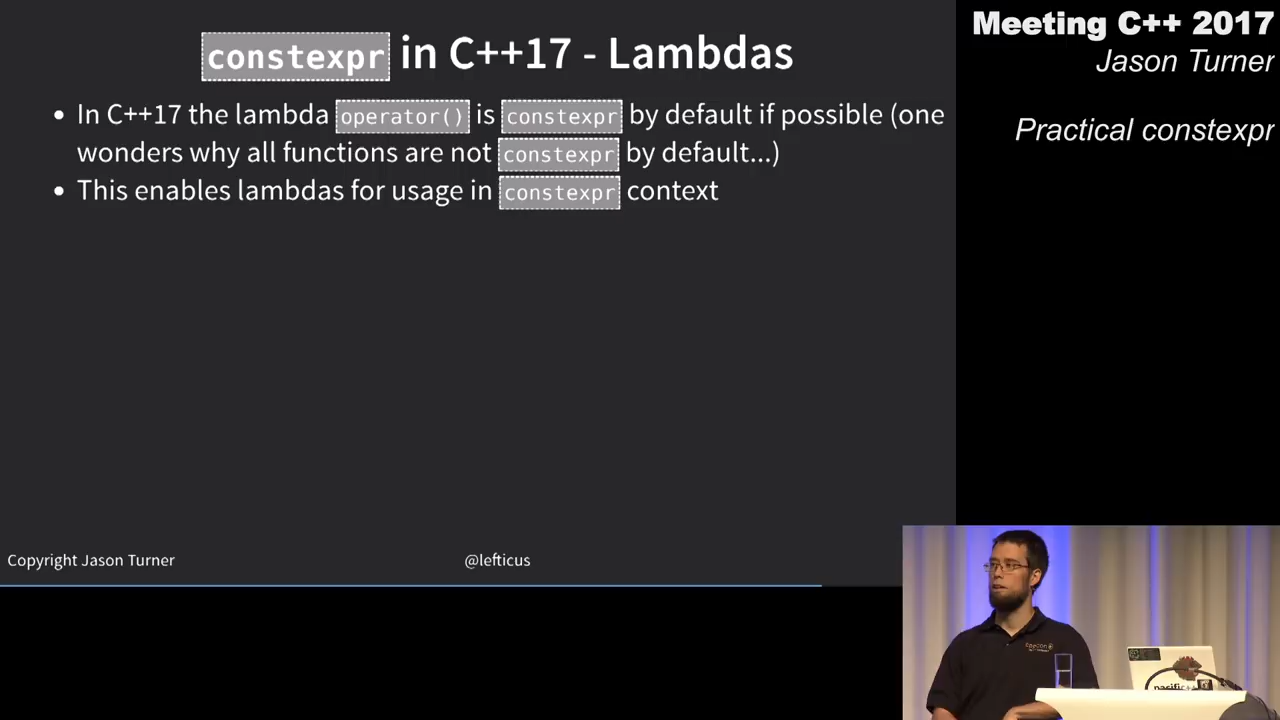 constexpr in C++17 - Lambdas
• In C++17 the lambda operator() is constexpr by default if possible (one
wonders why all functions are not constexpr by default...)
• This enables lambdas for usage in constexpr context
Copyright Jason Turner
@lefticus
Meeting C++ 2017
Jason Turner
Practical constexpr
cppcon
pacific++